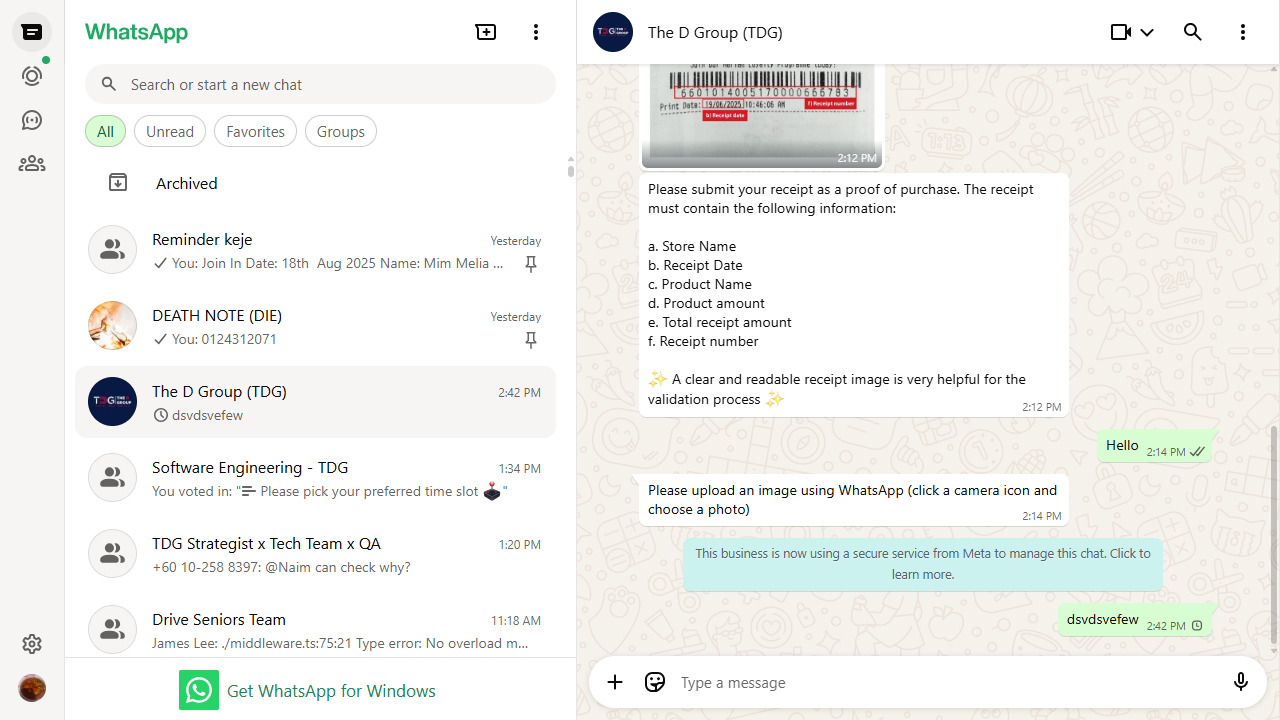 WhatsApp
Search or start a new chat
All
Unread
Favorites
Groups
Archived
Reminder keje
Yesterday
You: Join In Date: 18th Aug 2025 Name: Mim Melia ...
DEATH NOTE (DIE)
Yesterday
You: 0124312071
The D Group (TDG)
2:42 PM
dsvdsvefew
Software Engineering - TDG
1:34 PM
You voted in: " Please pick your preferred time slot 🕹️"
TDG Strategist x Tech Team x QA
1:20 PM
+60 10-258 8397: @Naim can check why?
Drive Seniors Team
11:18 AM
James Lee: ./middleware.ts:75:21 Type error: No overload m...
Get WhatsApp for Windows
The D Group (TDG)
6601014005170000666783
f) Receipt number
Print Date: 19/06/2025 10:46:06 AM
b) Receipt date
2:12 PM
Please submit your receipt as a proof of purchase. The receipt
must contain the following information:
a. Store Name
b. Receipt Date
c. Product Name
d. Product amount
e. Total receipt amount
f. Receipt number
✨ A clear and readable receipt image is very helpful for the
validation process ✨
2:12 PM
Hello
2:14 PM
Please upload an image using WhatsApp (click a camera icon and
choose a photo)
2:14 PM
This business is now using a secure service from Meta to manage this chat. Click to
learn more.
dsvdsvefew
2:42 PM
Type a message